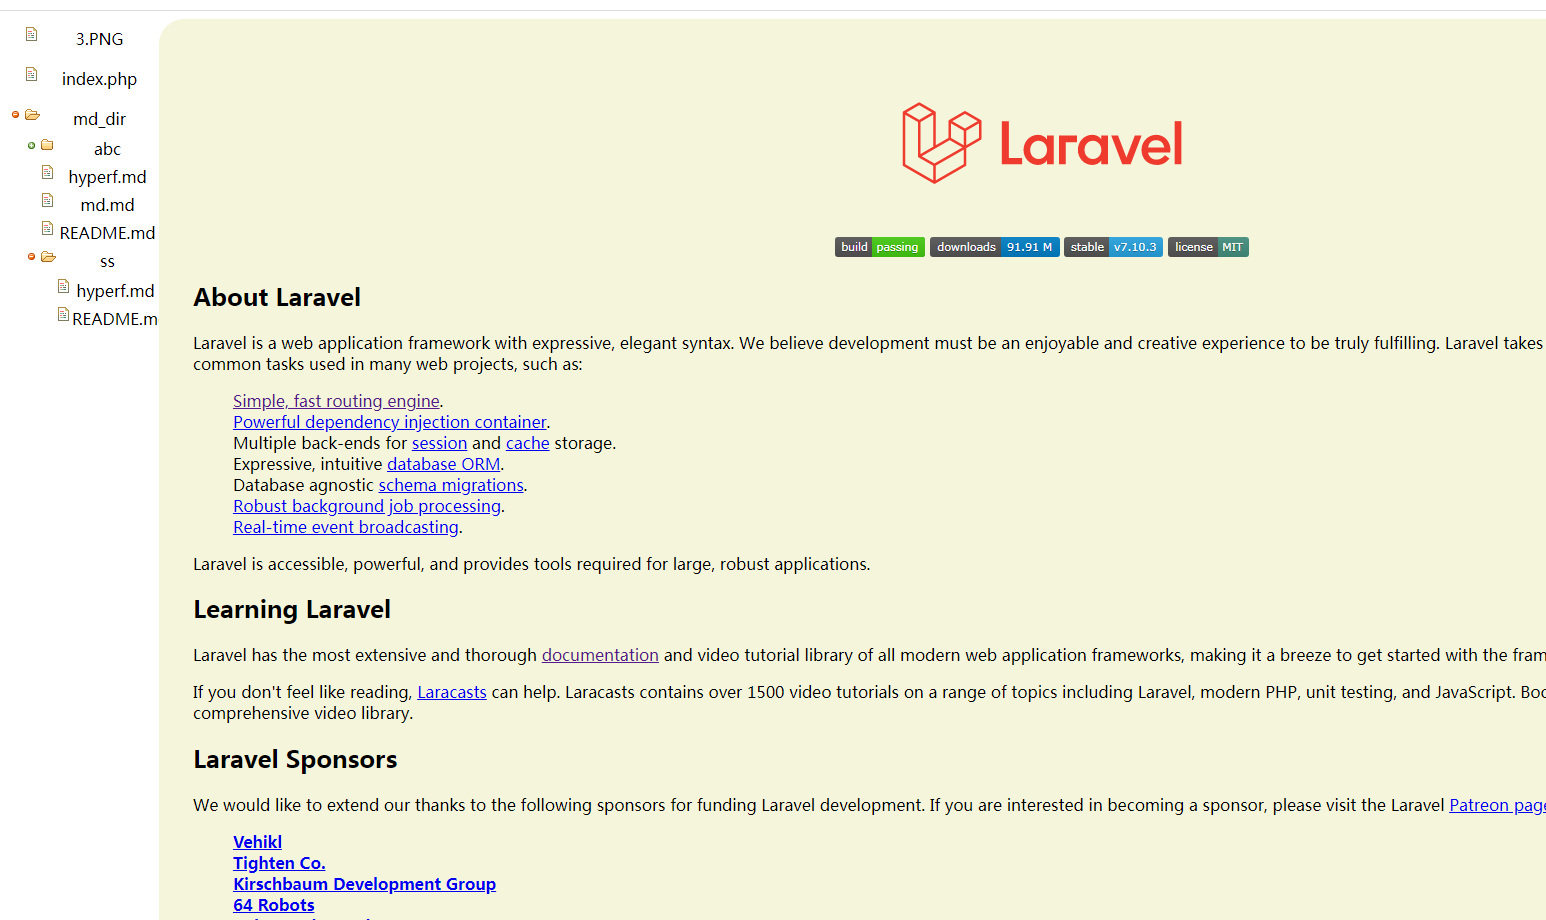 3.PNG
index.php
md_dir
abc
hyperf.md
md.md
README.md
ss
hyperf.md
README.m
Laravel
build passing downloads 91.91 M stable v7.10.3 license MIT
About Laravel
Laravel is a web application framework with expressive, elegant syntax. We believe development must be an enjoyable and creative experience to be truly fulfilling. Laravel takes
common tasks used in many web projects, such as:
Simple, fast routing engine.
Powerful dependency injection container.
Multiple back-ends for session and cache storage.
Expressive, intuitive database ORM.
Database agnostic schema migrations.
Robust background job processing.
Real-time event broadcasting.
Laravel is accessible, powerful, and provides tools required for large, robust applications.
Learning Laravel
Laravel has the most extensive and thorough documentation and video tutorial library of all modern web application frameworks, making it a breeze to get started with the fram
If you don't feel like reading, Laracasts can help. Laracasts contains over 1500 video tutorials on a range of topics including Laravel, modern PHP, unit testing, and JavaScript. Boo
comprehensive video library.
Laravel Sponsors
We would like to extend our thanks to the following sponsors for funding Laravel development. If you are interested in becoming a sponsor, please visit the Laravel Patreon page
Vehikl
Tighten Co.
Kirschbaum Development Group
64 Robots